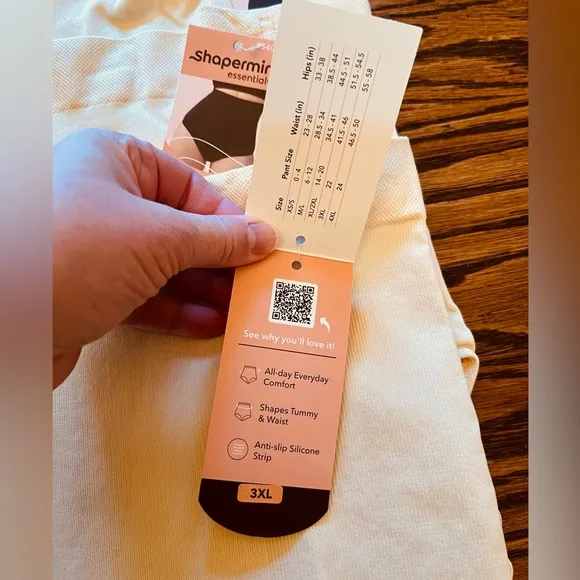 shapermin
essential
Size Pant Size Waist (in) Hips (in)
XS/S 0 - 4 23 - 28 33 - 38
M/L 6 - 12 28.5 - 34 38.5 - 44
XL/2XL 14 - 20 34.5 - 41 44.5 - 51
3XL 22 41.5 - 46 51.5 - 54.5
4XL 24 46.5 - 50 55 - 58
See why you'll love it!
All-day Everyday
Comfort
Shapes Tummy
& Waist
Anti-slip Silicone
Strip
3XL